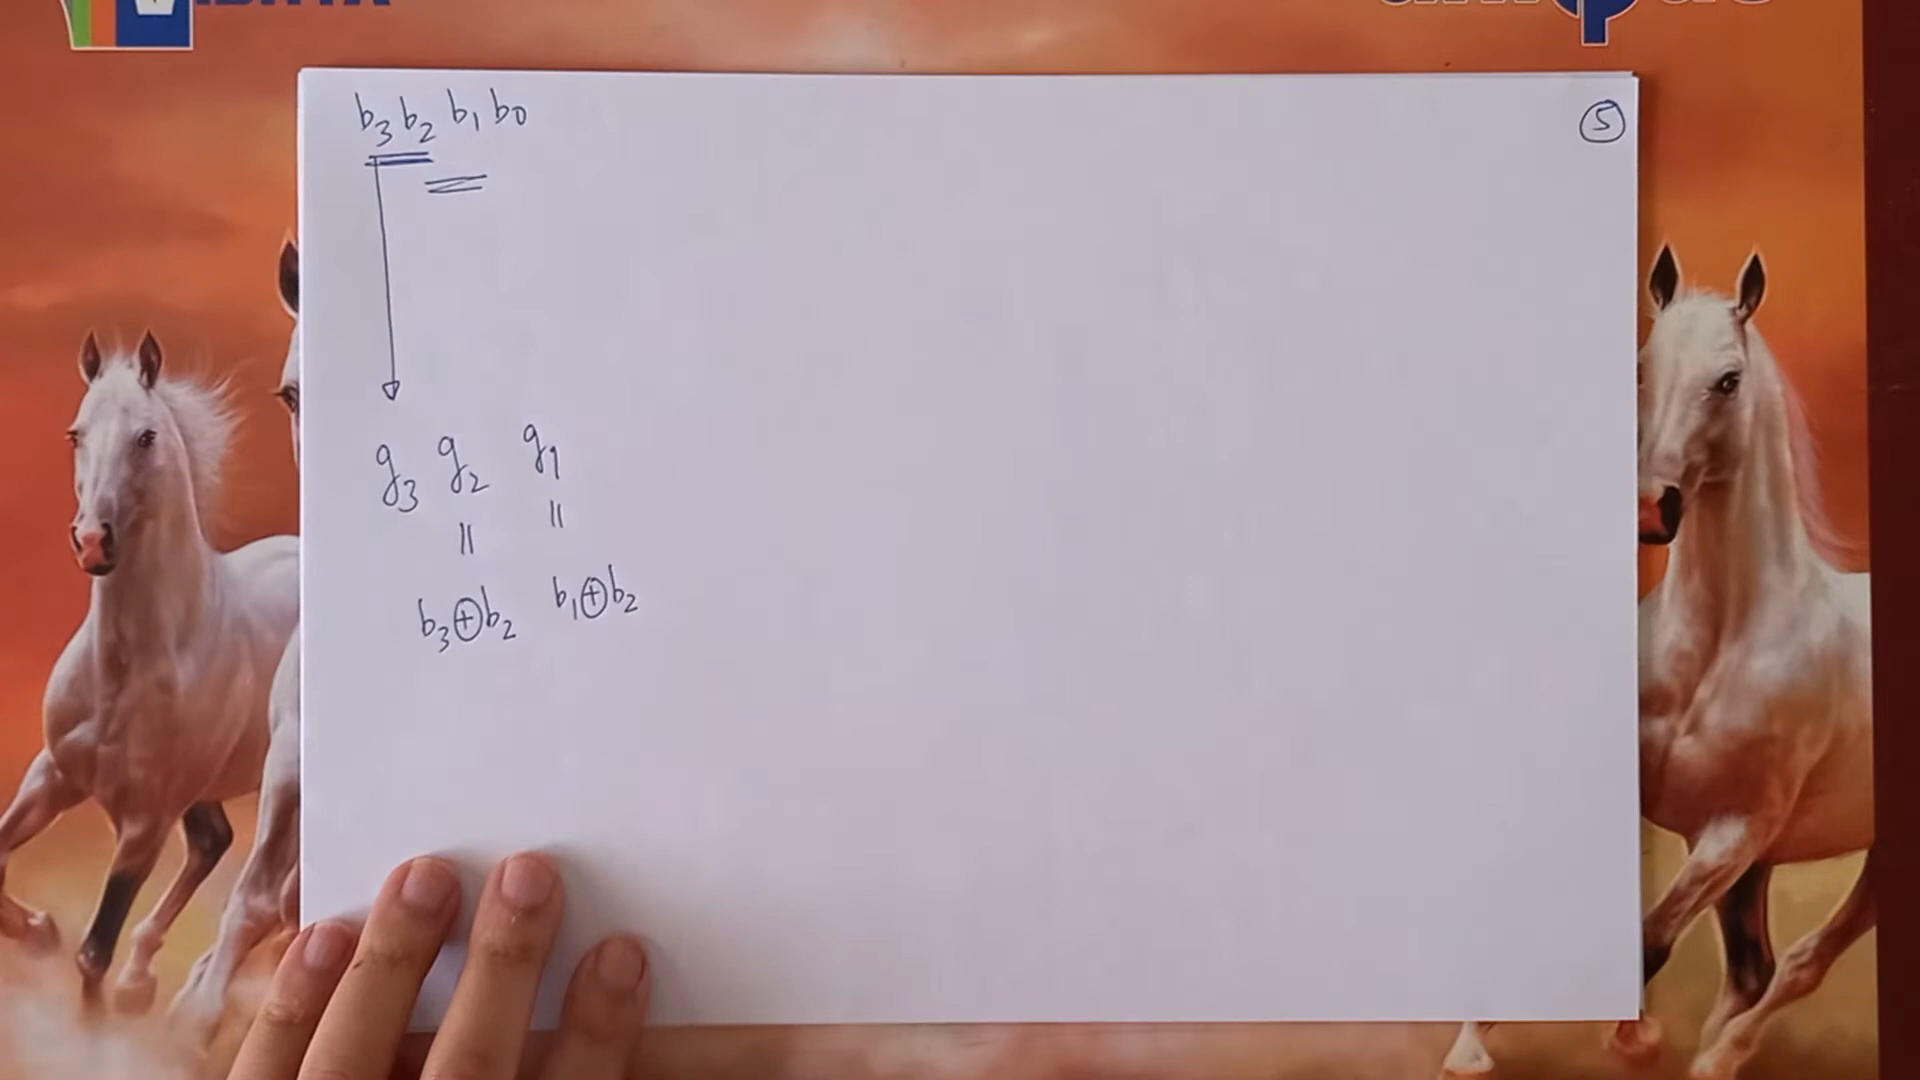 b₃ b₂ b₁ b₀
⑤
g₃ g₂ g₁
= =
b₃⊕b₂ b₁⊕b₂